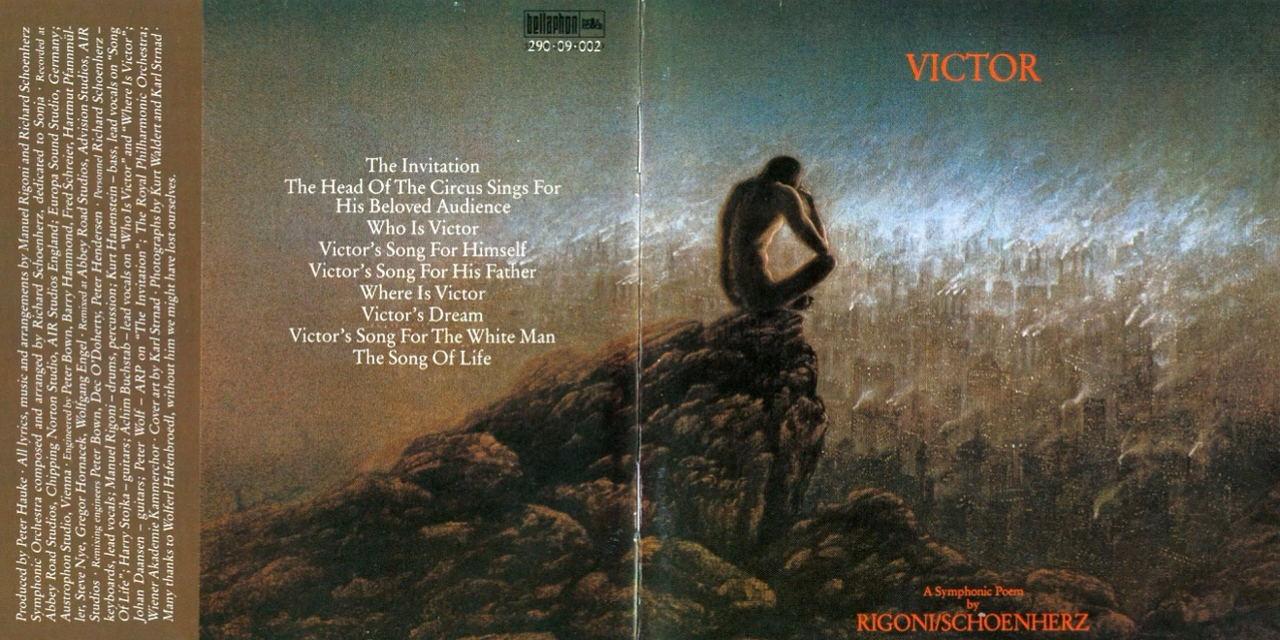 Produced by Peter Hauke · All lyrics, music and arrangements by Manuel Rigoni and Richard Schoenherz
Symphonic Orchestra composed and arranged by Richard Schoenherz, dedicated to Sonja · Recorded at
Abbey Road Studios, Chipping Norton Studio, AIR Studios England; Europa Sound Studio, Germany;
Austrophon Studio, Vienna · Engineered by Peter Bown, Barry Hammond, Fred Schreier, Hartmut Pfannmül-
ler, Steve Nye, Gregor Hornacek, Wolfgang Engel · Remixed at Abbey Road Studios, Advision Studios, AIR
Studios · Remixing engineers Peter Bown, Dec O'Doherty, Peter Hendersen · Personnel Richard Schoenherz –
keyboards, lead vocals; Manuel Rigoni – drums, percussion; Kurt Hauenstein – bass, lead vocals on "Song
Of Life"; Harry Stojka – guitars; Achim Buchstab – lead vocals on "Who Is Victor" and "Where Is Victor";
Johan Daansen – guitars; Peter Wolf – ARP on "The Invitation"; The Royal Philharmonic Orchestra;
Wiener Akademie Kammerchor · Cover art by Karl Strnad · Photographs by Kurt Waldert and Karl Strnad ·
Many thanks to Wolferl Hafenbroedl, without him we might have lost ourselves.
bellaphon
290·09·002
The Invitation
The Head Of The Circus Sings For
His Beloved Audience
Who Is Victor
Victor's Song For Himself
Victor's Song For His Father
Where Is Victor
Victor's Dream
Victor's Song For The White Man
The Song Of Life
VICTOR
A Symphonic Poem
by
RIGONI/SCHOENHERZ